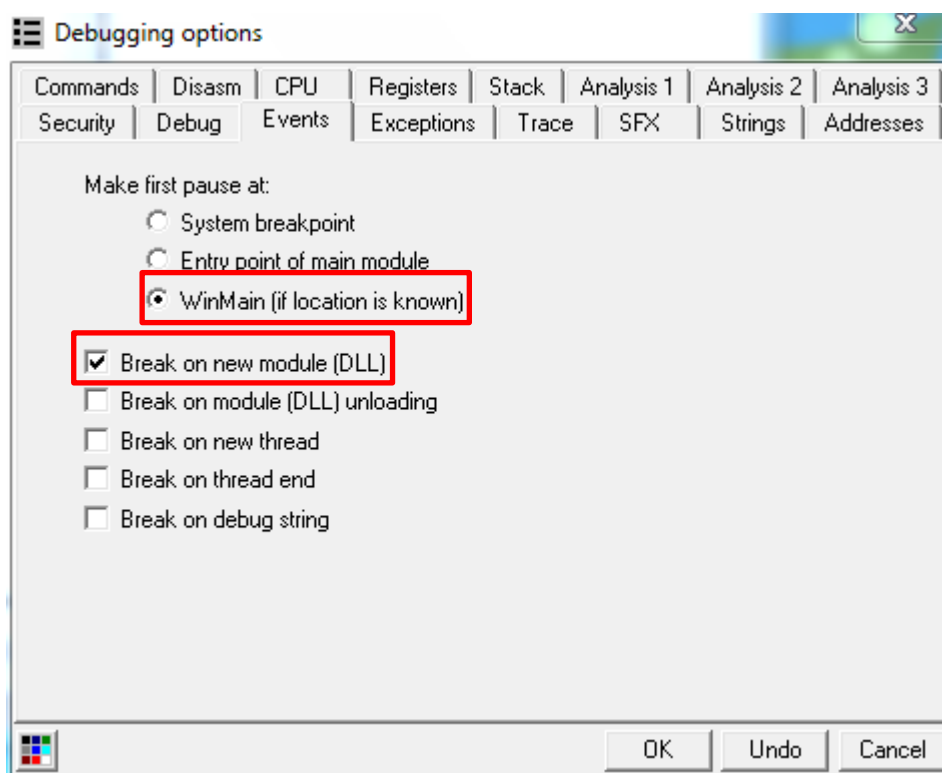 Debugging options
Commands Disasm CPU Registers Stack Analysis 1 Analysis 2 Analysis 3
Security Debug Events Exceptions Trace SFX Strings Addresses
Make first pause at:
System breakpoint
Entry point of main module
WinMain (if location is known)
Break on new module (DLL)
Break on module (DLL) unloading
Break on new thread
Break on thread end
Break on debug string
OK Undo Cancel